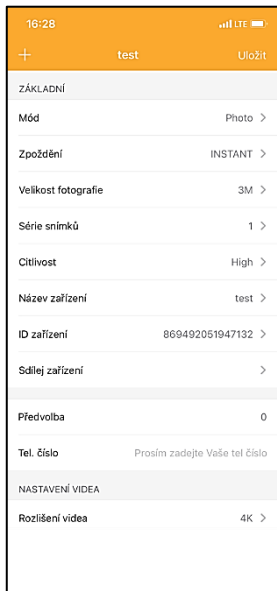 16:28 LTE
+ test Uložit
ZÁKLADNÍ
Mód Photo >
Zpoždění INSTANT >
Velikost fotografie 3M >
Série snímků 1 >
Citlivost High >
Název zařízení test >
ID zařízení 869492051947132 >
Sdílej zařízení >
Předvolba 0
Tel. číslo Prosím zadejte Vaše tel číslo
NASTAVENÍ VIDEA
Rozlišení videa 4K >